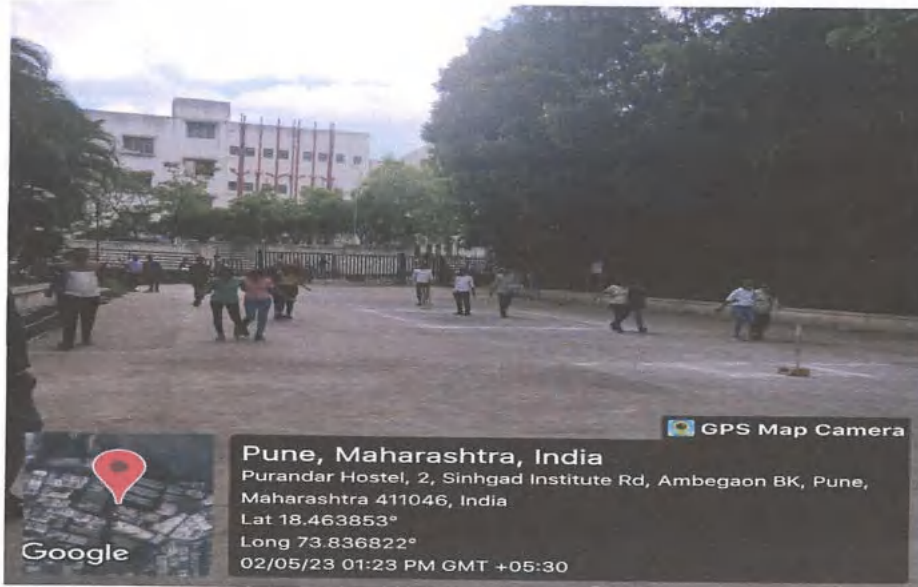 GPS Map Camera
Pune, Maharashtra, India
Purandar Hostel, 2, Sinhgad Institute Rd, Ambegaon BK, Pune,
Maharashtra 411046, India
Lat 18.463853°
Long 73.836822°
02/05/23 01:23 PM GMT +05:30
Google